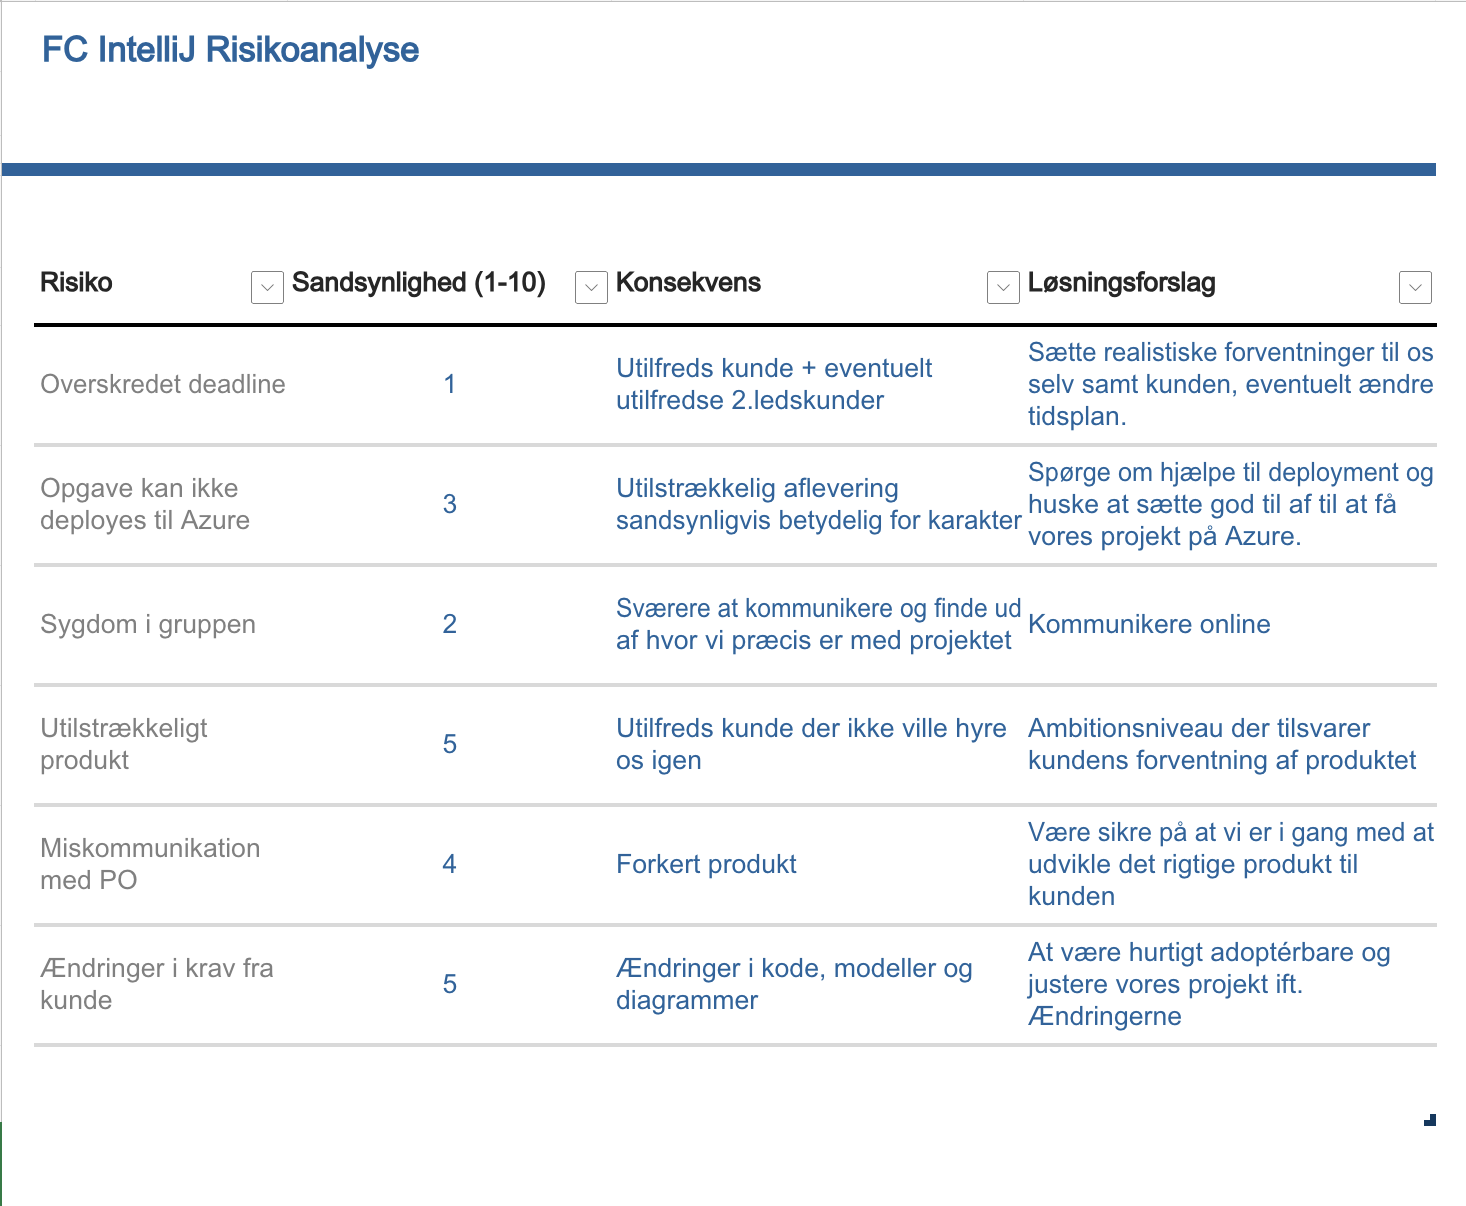 FC IntelliJ Risikoanalyse
Risiko
Sandsynlighed (1-10)
Konsekvens
Løsningsforslag
Overskredet deadline
1
Utilfreds kunde + eventuelt
utilfredse 2.ledskunder
Sætte realistiske forventninger til os
selv samt kunden, eventuelt ændre
tidsplan.
Opgave kan ikke
deployes til Azure
3
Utilstrækkelig aflevering
sandsynligvis betydelig for karakter
Spørge om hjælpe til deployment og
huske at sætte god til af til at få
vores projekt på Azure.
Sygdom i gruppen
2
Sværere at kommunikere og finde ud
af hvor vi præcis er med projektet
Kommunikere online
Utilstrækkeligt
produkt
5
Utilfreds kunde der ikke ville hyre
os igen
Ambitionsniveau der tilsvarer
kundens forventning af produktet
Miskommunikation
med PO
4
Forkert produkt
Være sikre på at vi er i gang med at
udvikle det rigtige produkt til
kunden
Ændringer i krav fra
kunde
5
Ændringer i kode, modeller og
diagrammer
At være hurtigt adoptérbare og
justere vores projekt ift.
Ændringerne